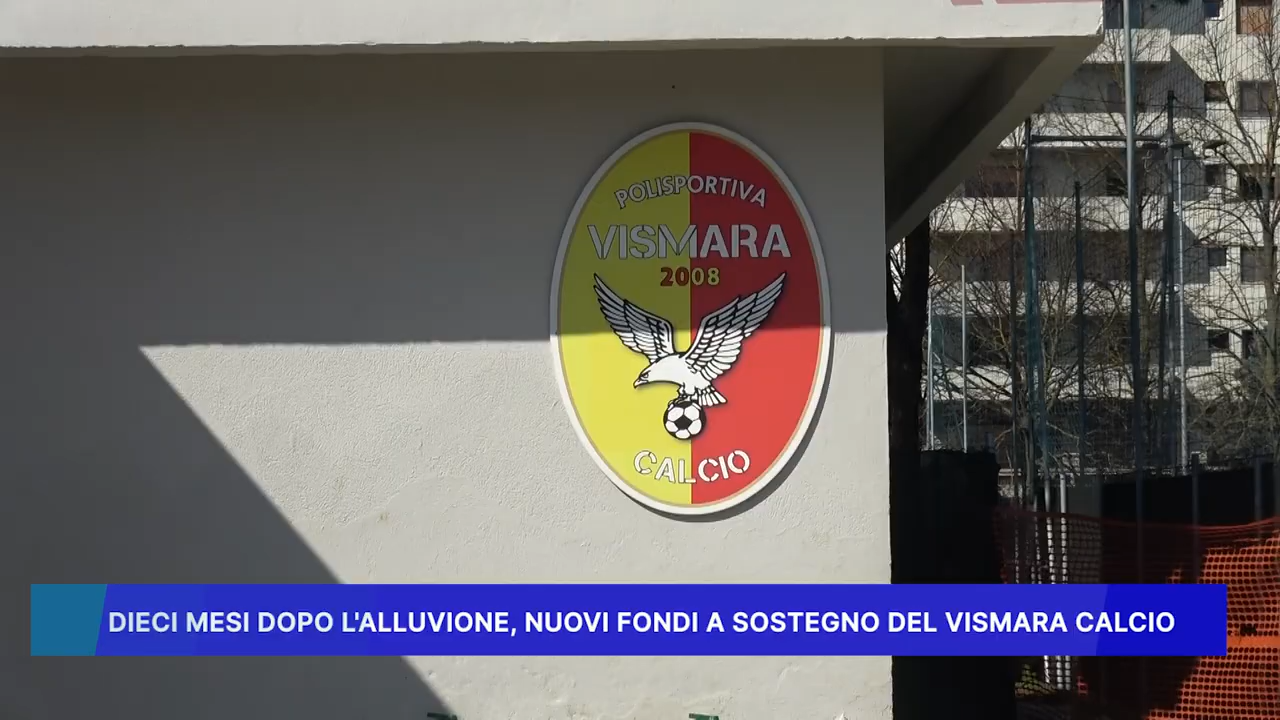 POLISPORTIVA
VISMARA
2008
CALCIO
DIECI MESI DOPO L'ALLUVIONE, NUOVI FONDI A SOSTEGNO DEL VISMARA CALCIO